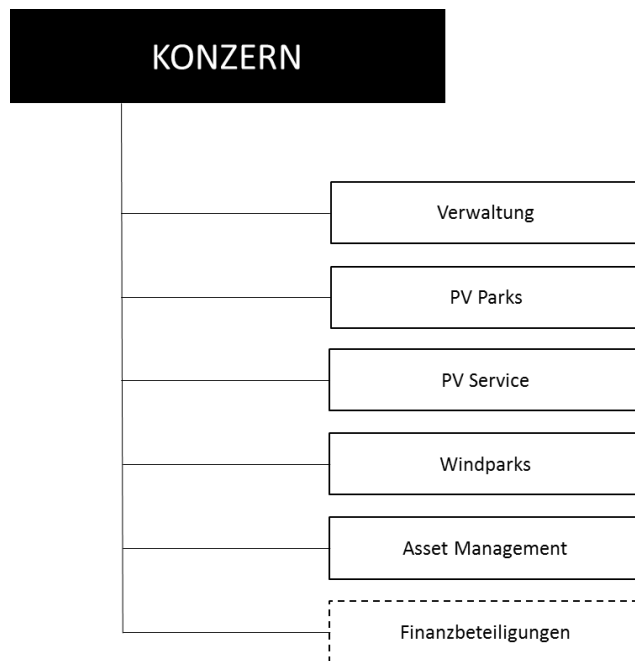 KONZERN
Verwaltung
PV Parks
PV Service
Windparks
Asset Management
Finanzbeteiligungen